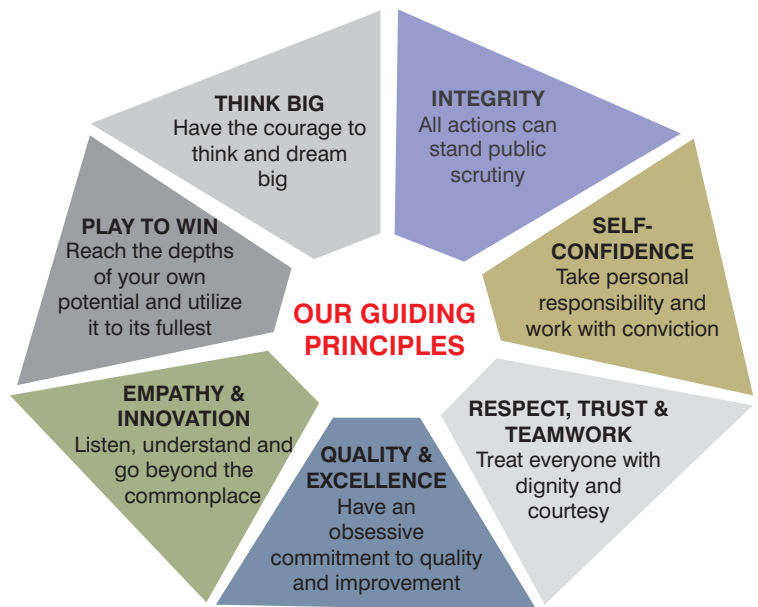 OUR GUIDING
PRINCIPLES
INTEGRITY
All actions can
stand public
scrutiny
SELF-
CONFIDENCE
Take personal
responsibility and
work with conviction
RESPECT, TRUST &
TEAMWORK
Treat everyone with
dignity and
courtesy
QUALITY &
EXCELLENCE
Have an
obsessive
commitment to quality
and improvement
EMPATHY &
INNOVATION
Listen, understand and
go beyond the
commonplace
PLAY TO WIN
Reach the depths
of your own
potential and utilize
it to its fullest
THINK BIG
Have the courage to
think and dream
big